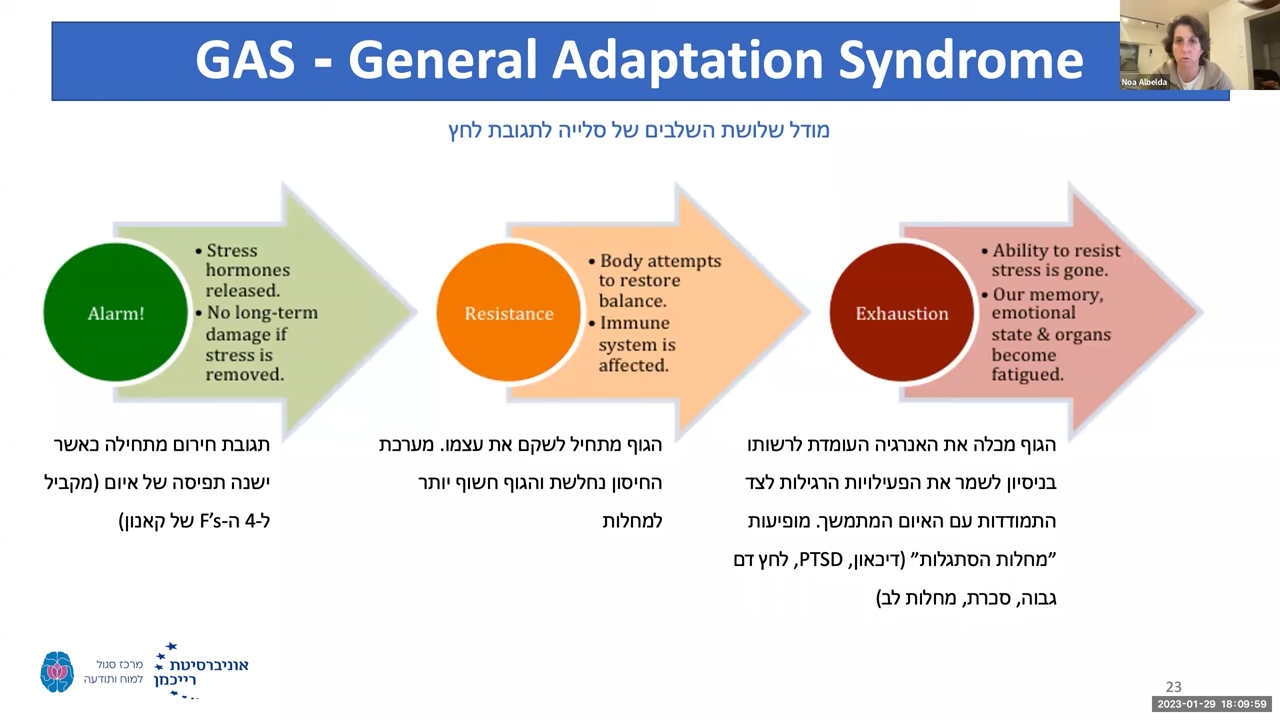 GAS - General Adaptation Syndrome
Noa Albelda
מודל שלושת השלבים של סלייה לתגובת לחץ
Alarm!
• Stress
hormones
released.
• No long-term
damage if
stress is
removed.
Resistance
• Body attempts
to restore
balance.
• Immune
system is
affected.
Exhaustion
• Ability to resist
stress is gone.
• Our memory,
emotional
state & organs
become
fatigued.
תגובת חירום מתחילה כאשר
ישנה תפיסה של איום (מקביל
ל-4 ה-F's של קאנון)
הגוף מתחיל לשקם את עצמו. מערכת
החיסון נחלשת והגוף חשוף יותר
למחלות
הגוף מכלה את האנרגיה העומדת לרשותו
בניסיון לשמר את הפעילויות הרגילות לצד
התמודדות עם האיום המתמשך. מופיעות
"מחלות הסתגלות" (דיכאון, PTSD, לחץ דם
גבוה, סכרת, מחלות לב)
מרכז סגול
למוח ותודעה
אוניברסיטת
רייכמן
23
2023-01-29 18:09:59